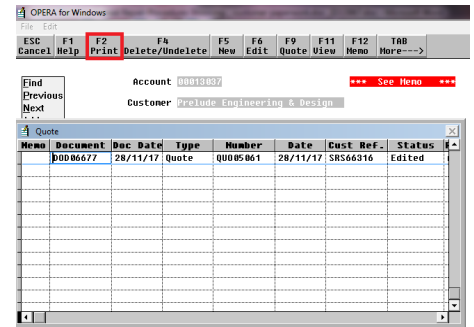 OPERA for Windows
File Edit
ESC F1 F2 F4 F5 F6 F9 F11 F12 TAB
Cancel Help Print Delete/Undelete New Edit Quote View Memo More--->
Find Account 00013037 *** See Memo ***
Previous
Next Customer Prelude Engineering & Design
Quote
Memo Document Doc Date Type Number Date Cust Ref. Status
DOD06677 28/11/17 Quote QUO05061 28/11/17 SRS66316 Edited